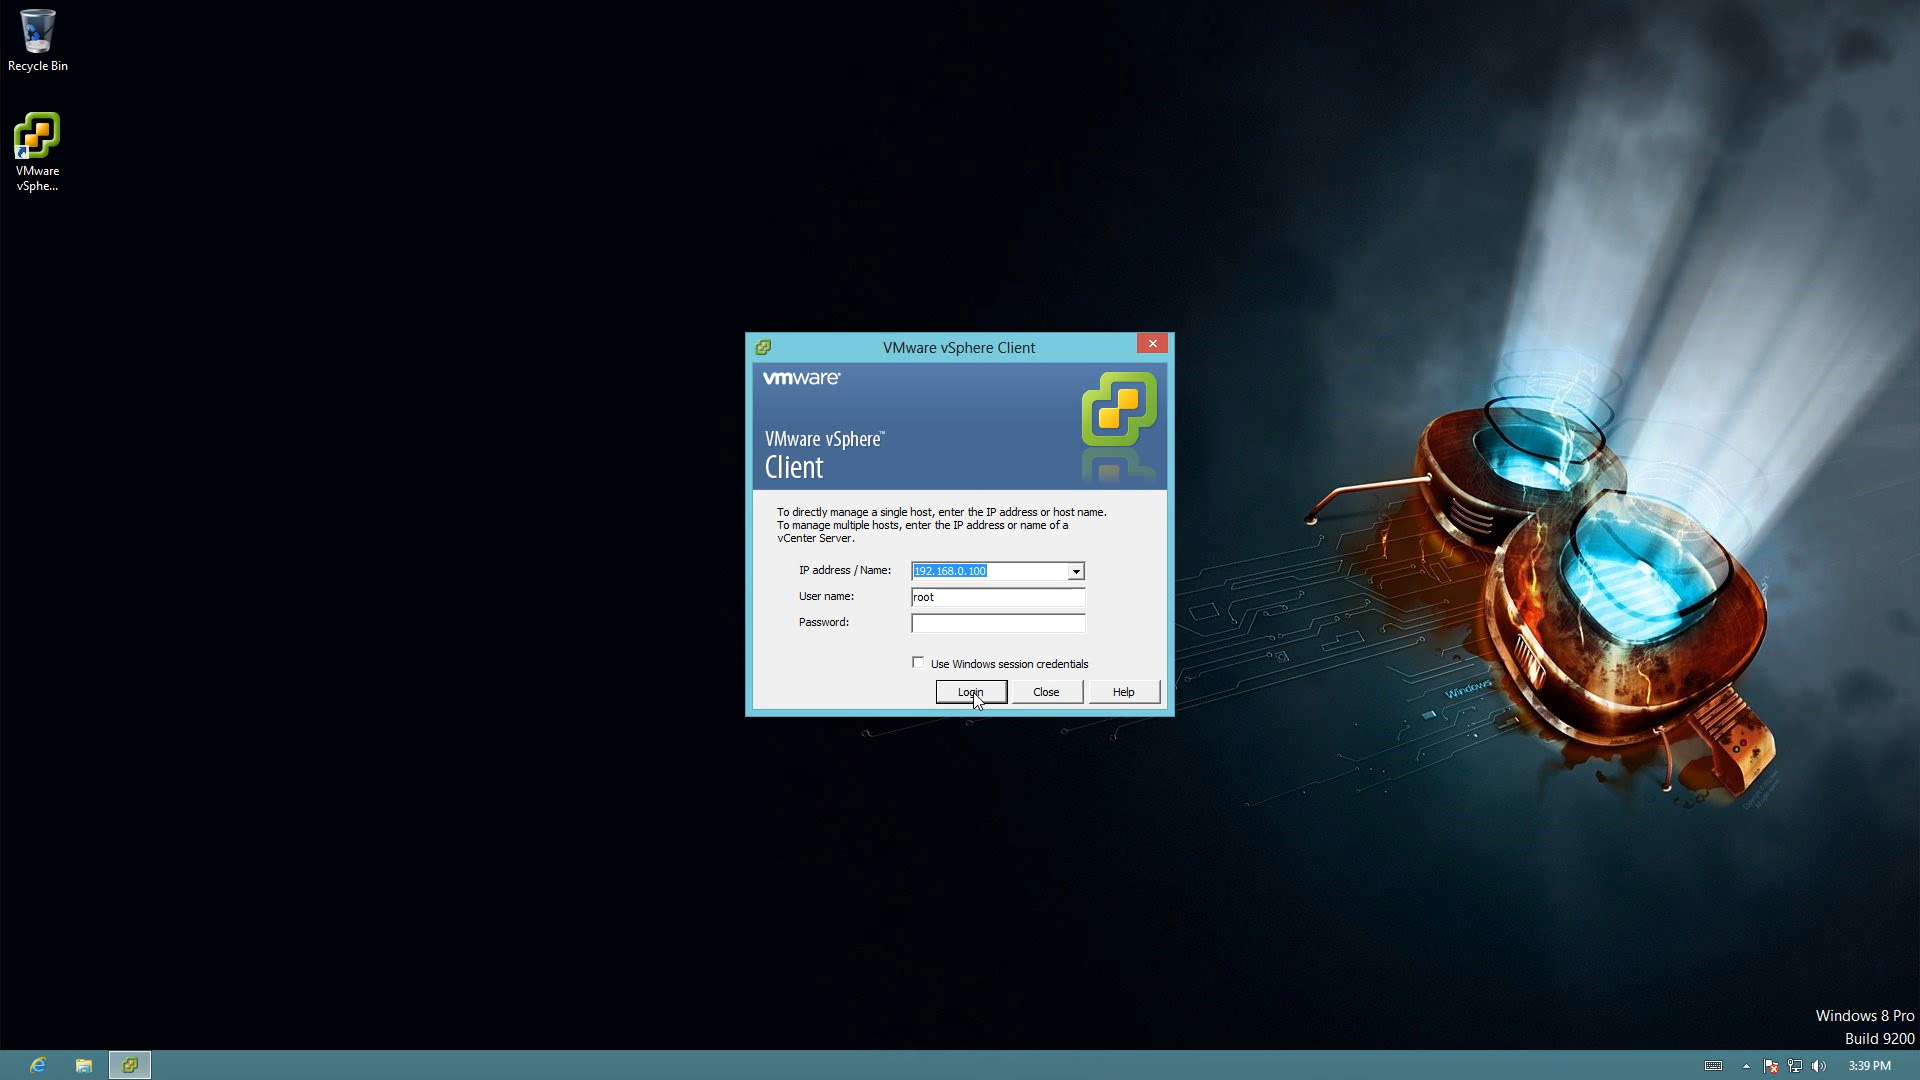 Recycle Bin
VMware
vSphe...
VMware vSphere Client
vmware
VMware vSphere™
Client
To directly manage a single host, enter the IP address or host name.
To manage multiple hosts, enter the IP address or name of a
vCenter Server.
IP address / Name: 192.168.0.100
User name: root
Password:
Use Windows session credentials
Login Close Help
Windows
Windows 8 Pro
Build 9200
3:39 PM